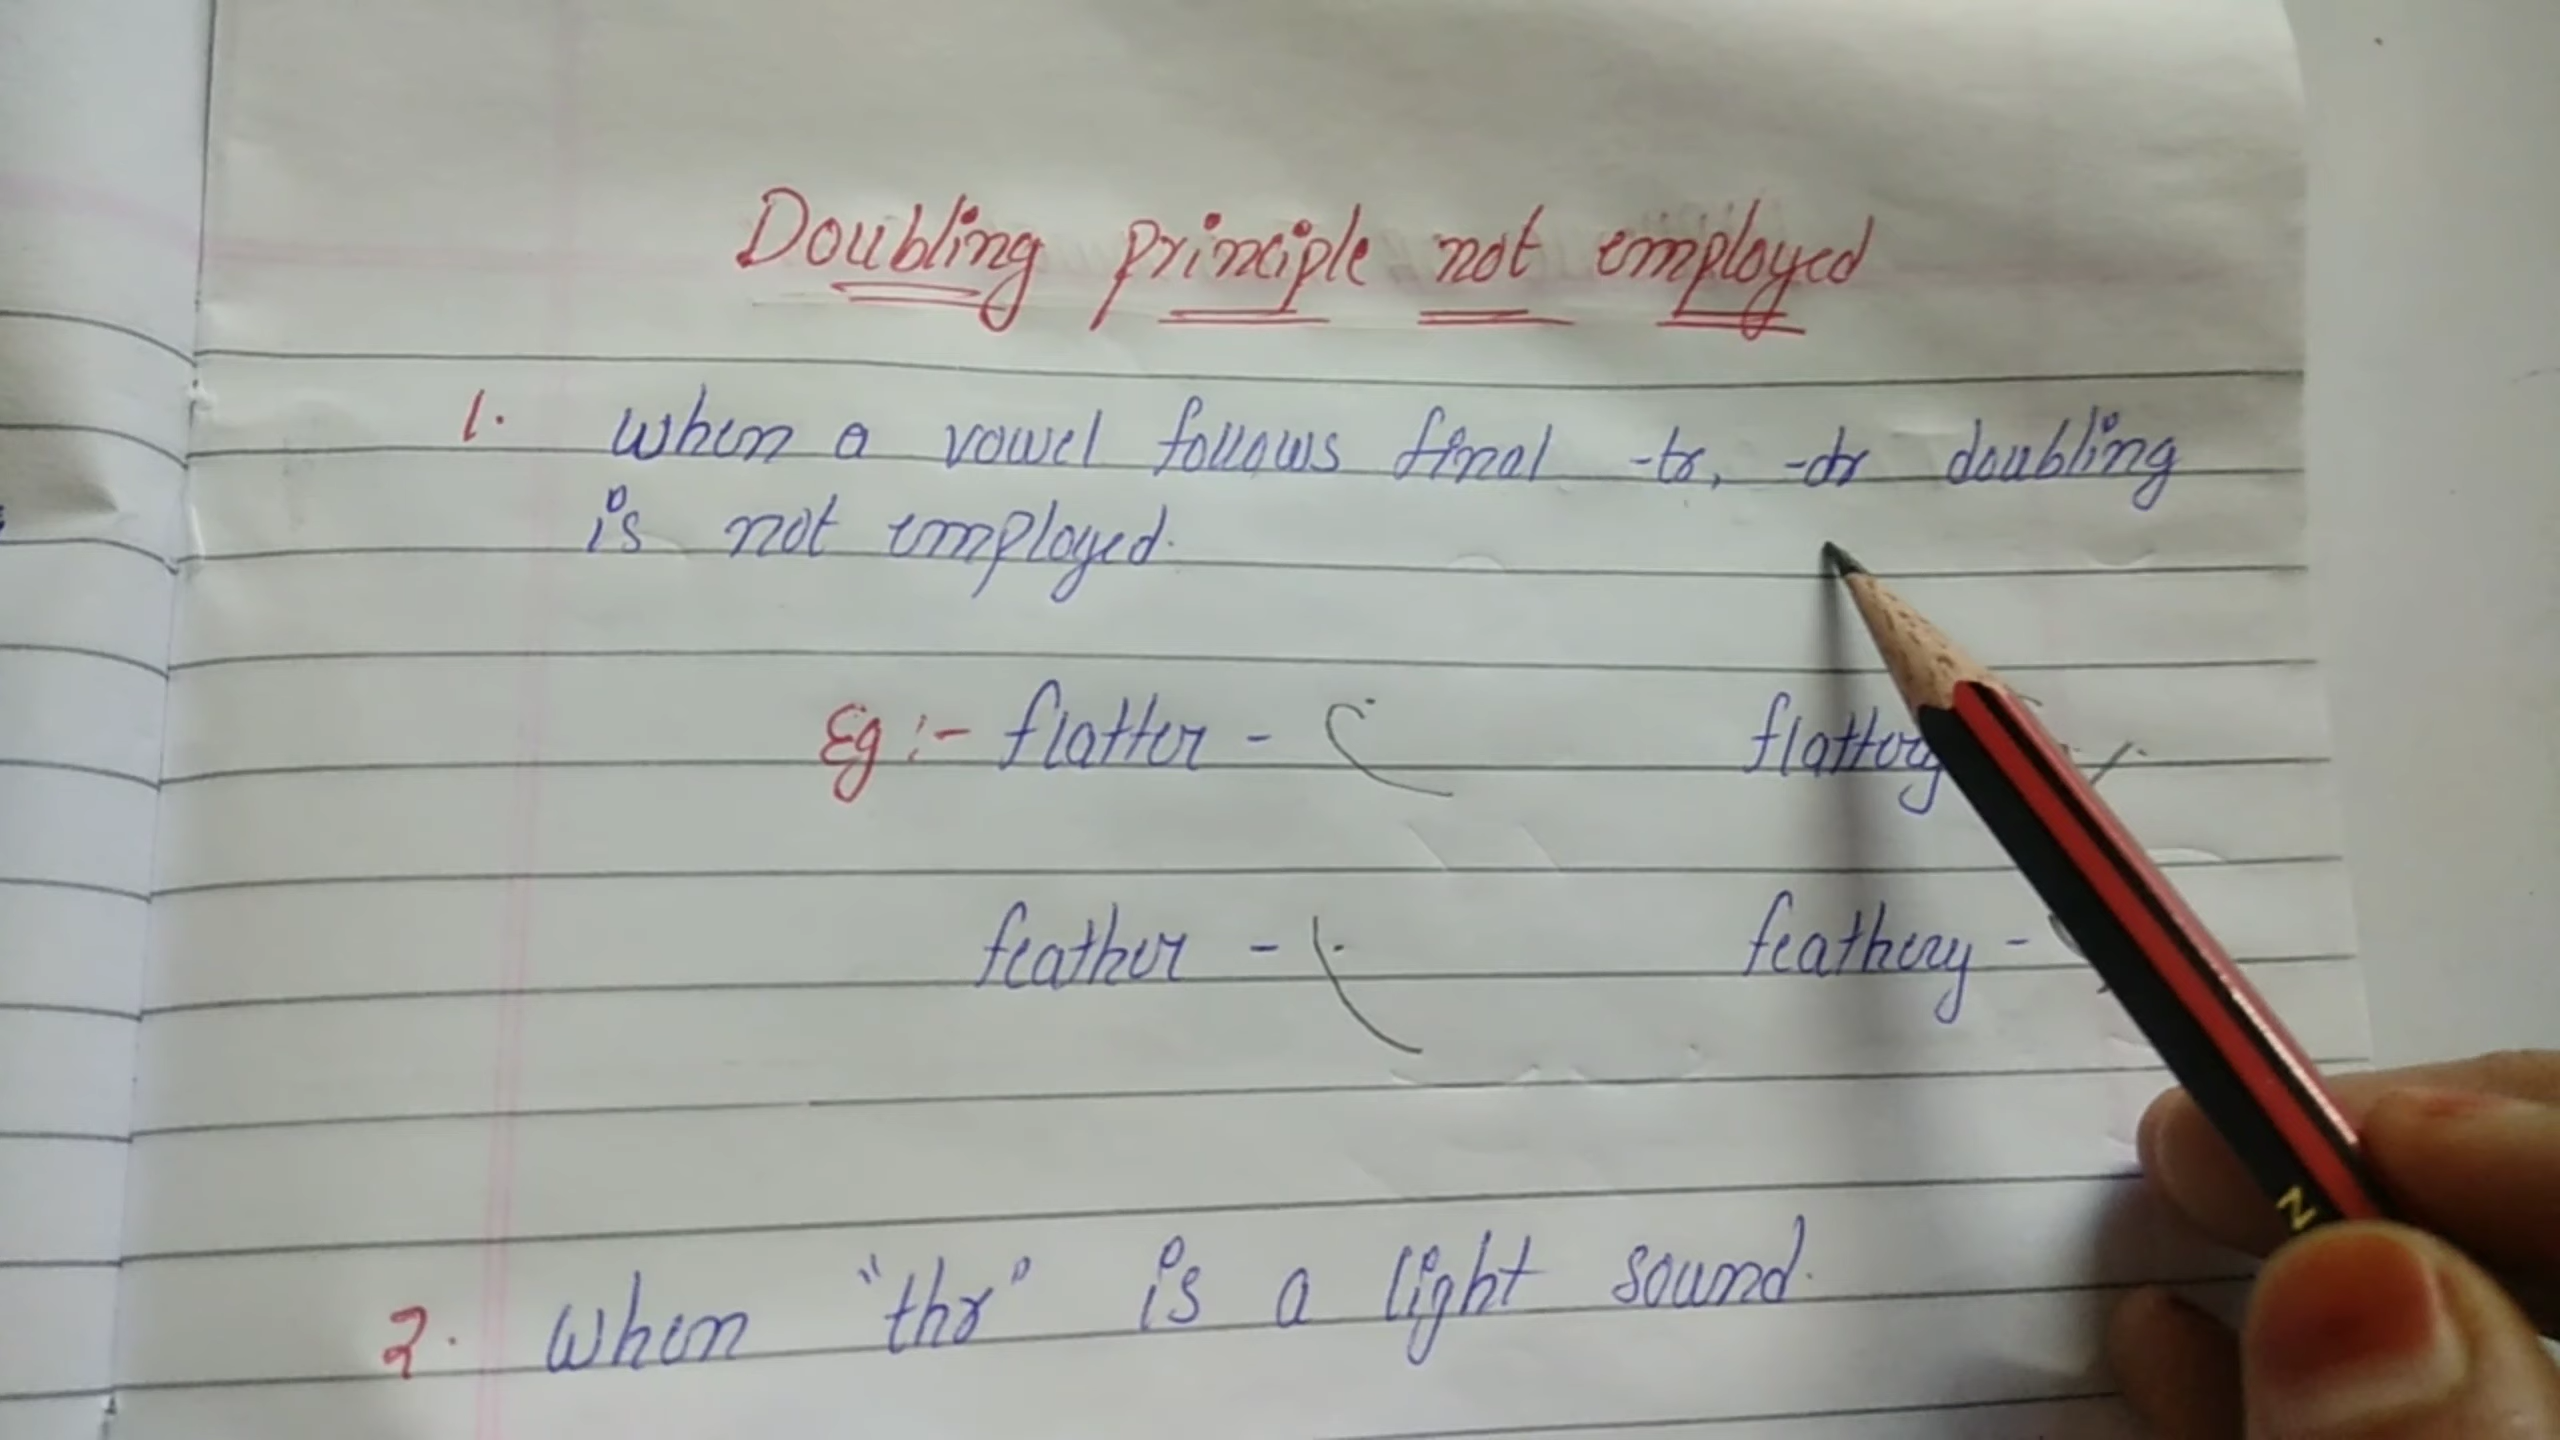 Doubling principle not employed
1. When a vowel follows final -tr, -dr doubling
is not employed.
Eg :- flatter - flattery
feather - feathery -
2. When "thr" is a light sound.
N